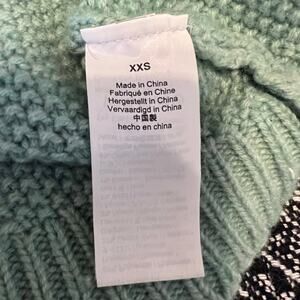 XXS
Made in China
Fabriqué en Chine
Hergestellt in China
Vervaardigd in China
中国製
hecho en china